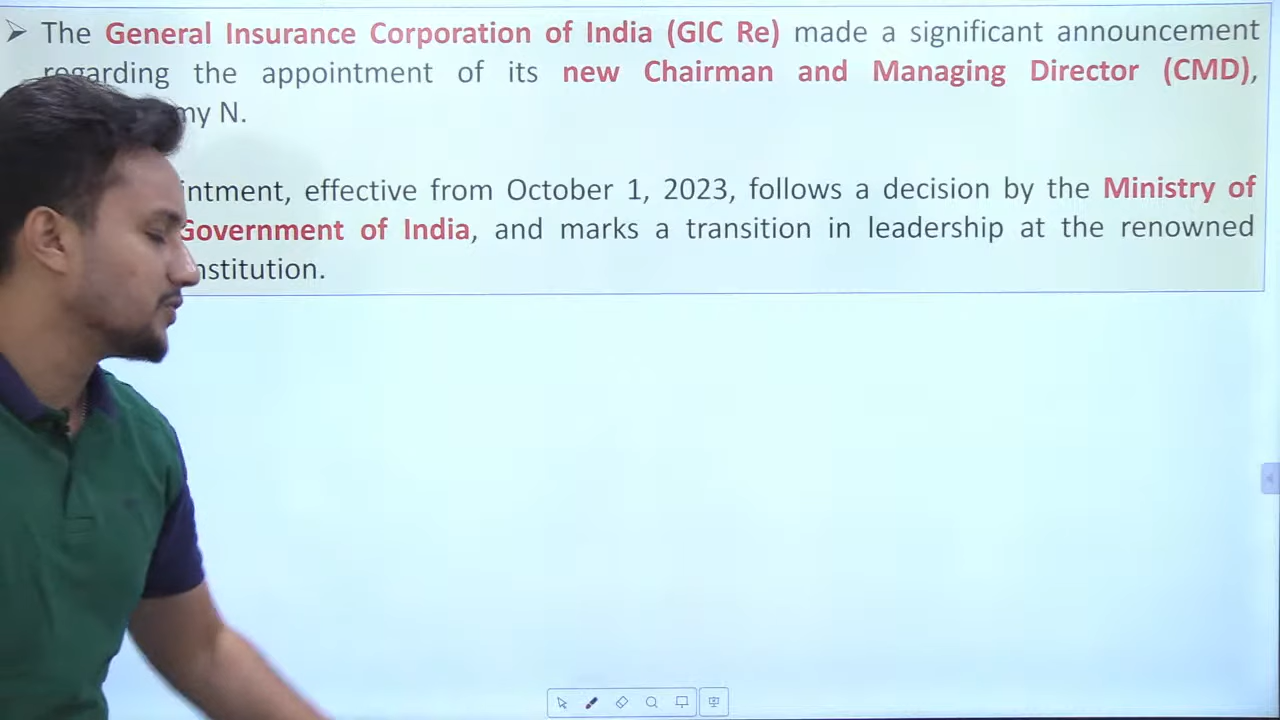 The General Insurance Corporation of India (GIC Re) made a significant announcement
regarding the appointment of its new Chairman and Managing Director (CMD),
my N.
intment, effective from October 1, 2023, follows a decision by the Ministry of
Government of India, and marks a transition in leadership at the renowned
nstitution.